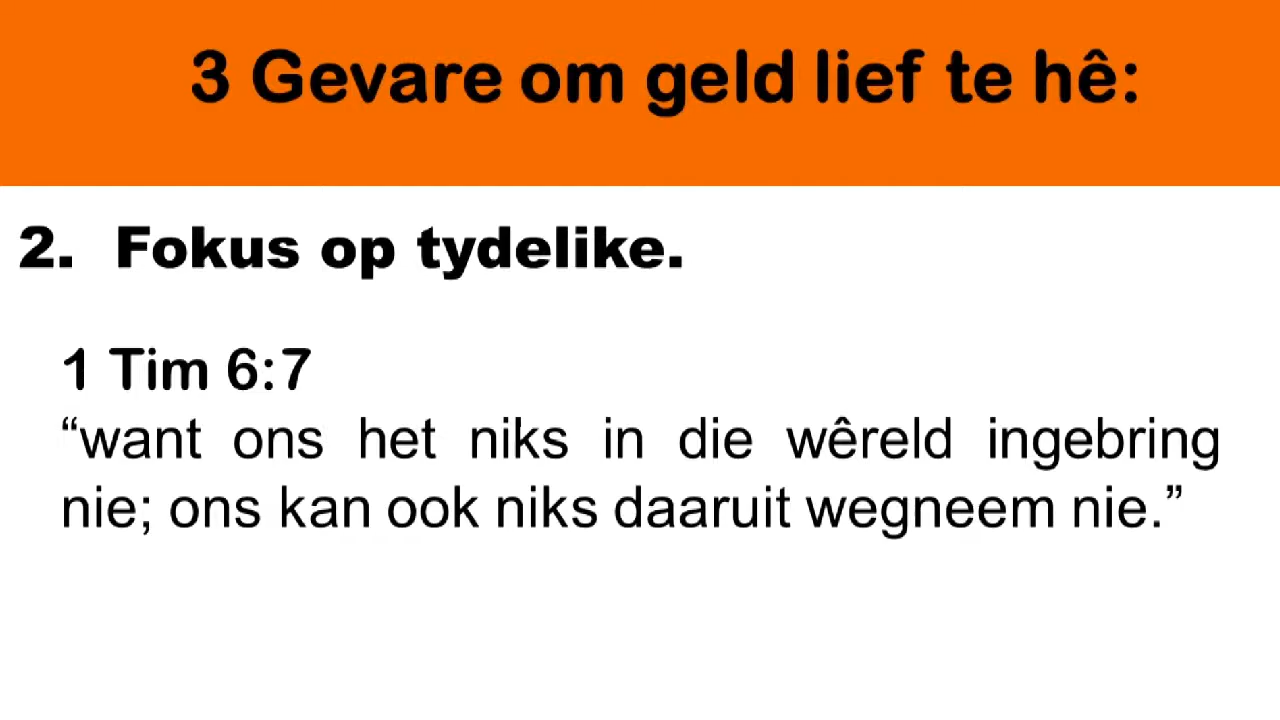 3 Gevare om geld lief te hê:
2. Fokus op tydelike.
1 Tim 6:7
“want ons het niks in die wêreld ingebring
nie; ons kan ook niks daaruit wegneem nie.”